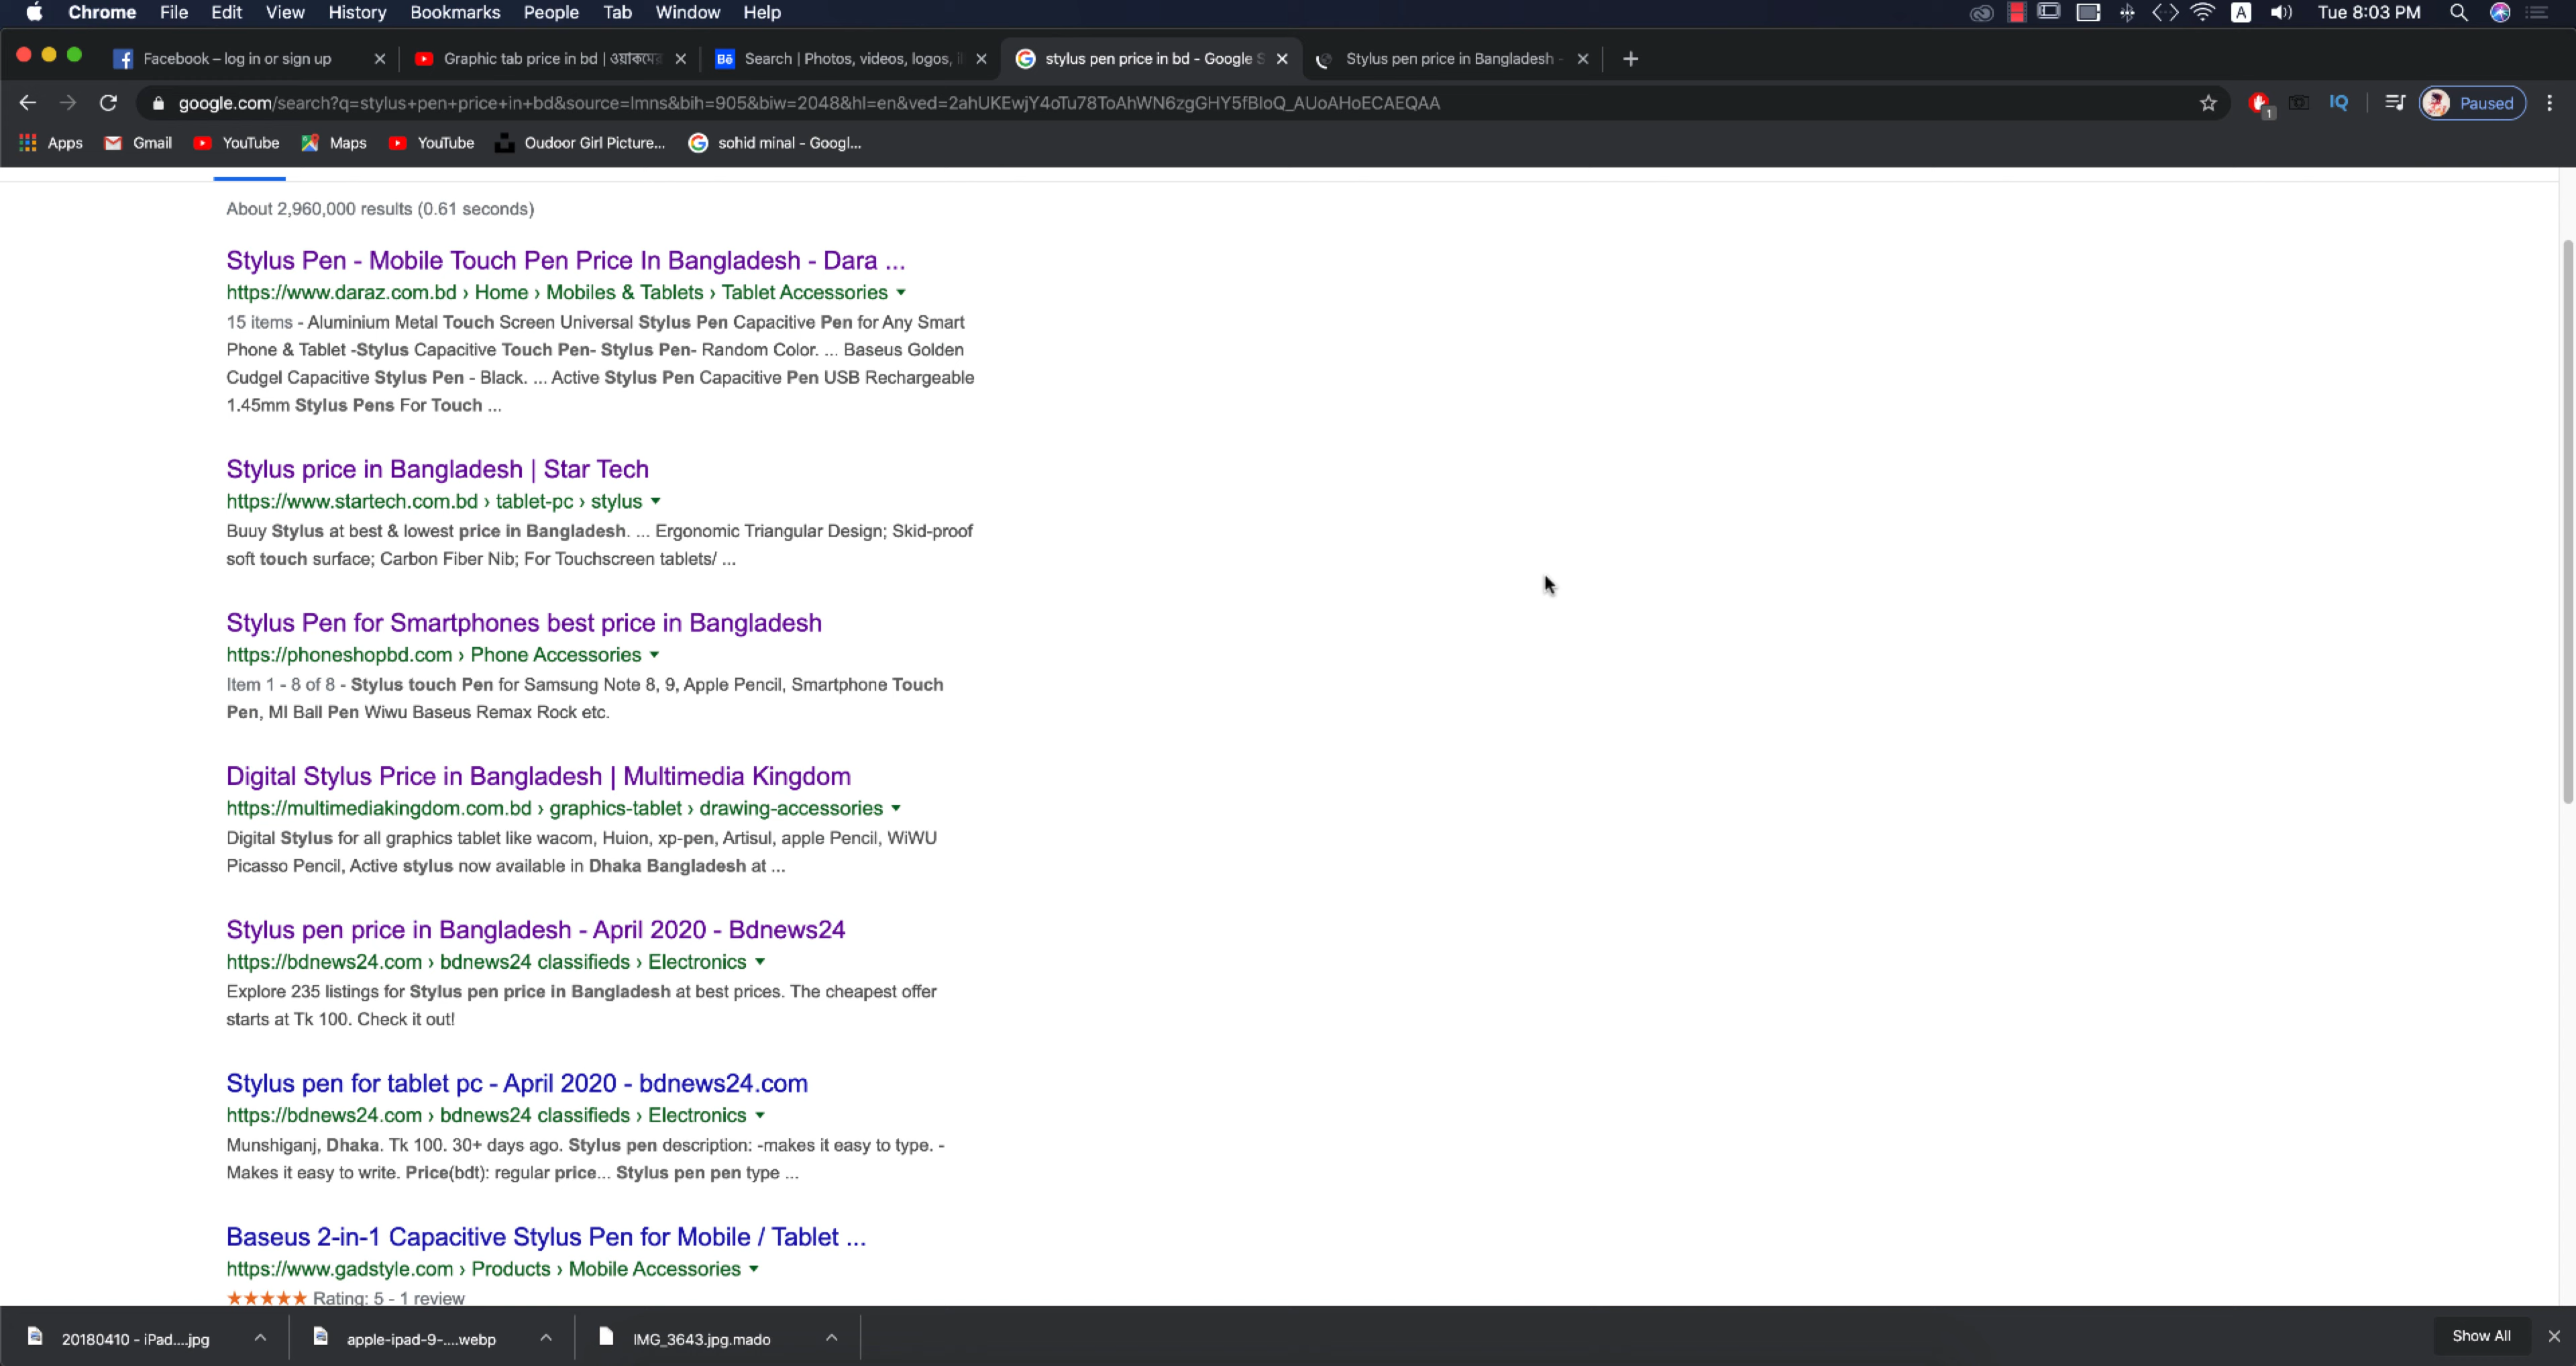 Chrome File Edit View History Bookmarks People Tab Window Help
A Tue 8:03 PM
Facebook – log in or sign up
Graphic tab price in bd | ওয়াকমের
Bē Search | Photos, videos, logos,
stylus pen price in bd - Google S
Stylus pen price in Bangladesh -
google.com/search?q=stylus+pen+price+in+bd&source=lmns&bih=905&biw=2048&hl=en&ved=2ahUKEwjY4oTu78ToAhWN6zgGHY5fBIoQ_AUoAHoECAEQAA
1 IQ Paused
Apps Gmail YouTube Maps YouTube Oudoor Girl Picture... sohid minal - Googl...
About 2,960,000 results (0.61 seconds)
Stylus Pen - Mobile Touch Pen Price In Bangladesh - Dara ...
https://www.daraz.com.bd › Home › Mobiles & Tablets › Tablet Accessories
15 items - Aluminium Metal Touch Screen Universal Stylus Pen Capacitive Pen for Any Smart
Phone & Tablet -Stylus Capacitive Touch Pen- Stylus Pen- Random Color. ... Baseus Golden
Cudgel Capacitive Stylus Pen - Black. ... Active Stylus Pen Capacitive Pen USB Rechargeable
1.45mm Stylus Pens For Touch ...
Stylus price in Bangladesh | Star Tech
https://www.startech.com.bd › tablet-pc › stylus
Buuy Stylus at best & lowest price in Bangladesh. ... Ergonomic Triangular Design; Skid-proof
soft touch surface; Carbon Fiber Nib; For Touchscreen tablets/ ...
Stylus Pen for Smartphones best price in Bangladesh
https://phoneshopbd.com › Phone Accessories
Item 1 - 8 of 8 - Stylus touch Pen for Samsung Note 8, 9, Apple Pencil, Smartphone Touch
Pen, MI Ball Pen Wiwu Baseus Remax Rock etc.
Digital Stylus Price in Bangladesh | Multimedia Kingdom
https://multimediakingdom.com.bd › graphics-tablet › drawing-accessories
Digital Stylus for all graphics tablet like wacom, Huion, xp-pen, Artisul, apple Pencil, WiWU
Picasso Pencil, Active stylus now available in Dhaka Bangladesh at ...
Stylus pen price in Bangladesh - April 2020 - Bdnews24
https://bdnews24.com › bdnews24 classifieds › Electronics
Explore 235 listings for Stylus pen price in Bangladesh at best prices. The cheapest offer
starts at Tk 100. Check it out!
Stylus pen for tablet pc - April 2020 - bdnews24.com
https://bdnews24.com › bdnews24 classifieds › Electronics
Munshiganj, Dhaka. Tk 100. 30+ days ago. Stylus pen description: -makes it easy to type. -
Makes it easy to write. Price(bdt): regular price... Stylus pen pen type ...
Baseus 2-in-1 Capacitive Stylus Pen for Mobile / Tablet ...
https://www.gadstyle.com › Products › Mobile Accessories
★★★★★ Rating: 5 - 1 review
20180410 - iPad....jpg
apple-ipad-9-....webp
IMG_3643.jpg.mado
Show All